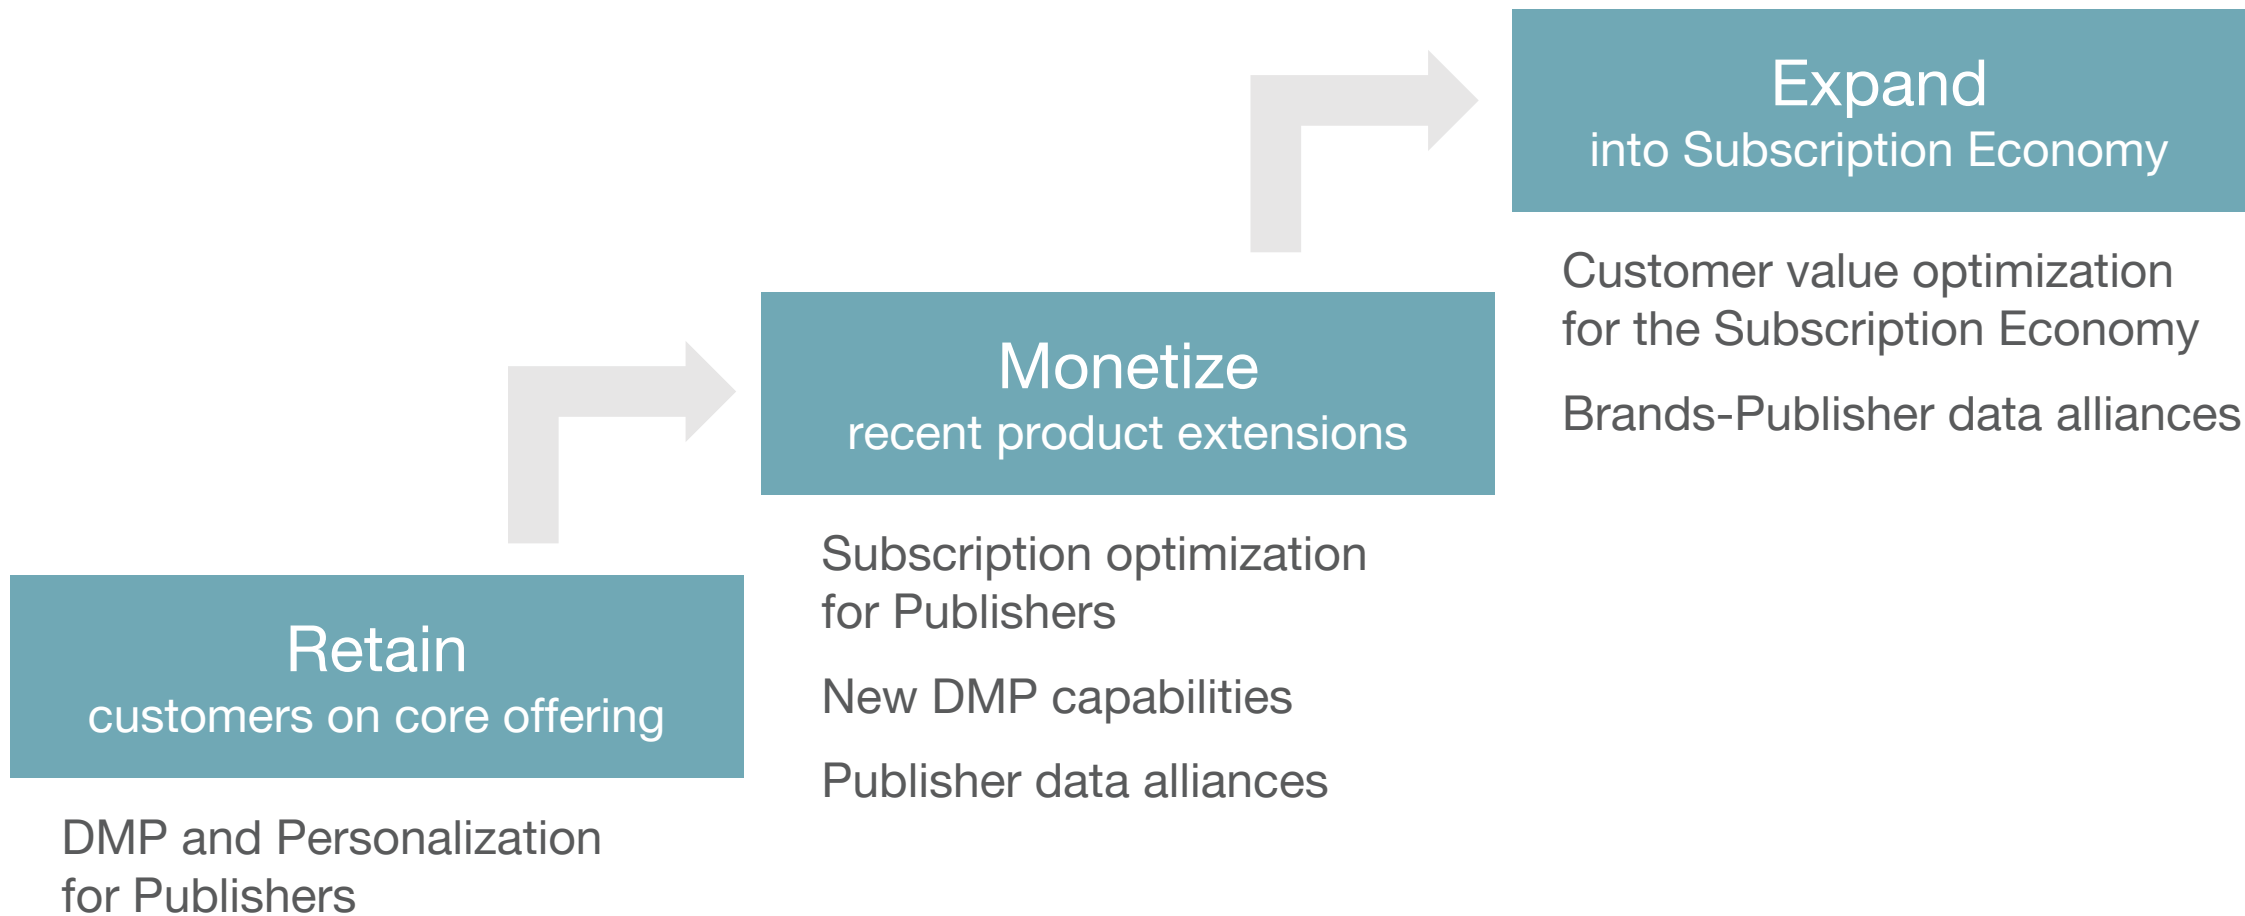 Retain
customers on core offering
DMP and Personalization
for Publishers
Monetize
recent product extensions
Subscription optimization
for Publishers
New DMP capabilities
Publisher data alliances
Expand
into Subscription Economy
Customer value optimization
for the Subscription Economy
Brands-Publisher data alliances